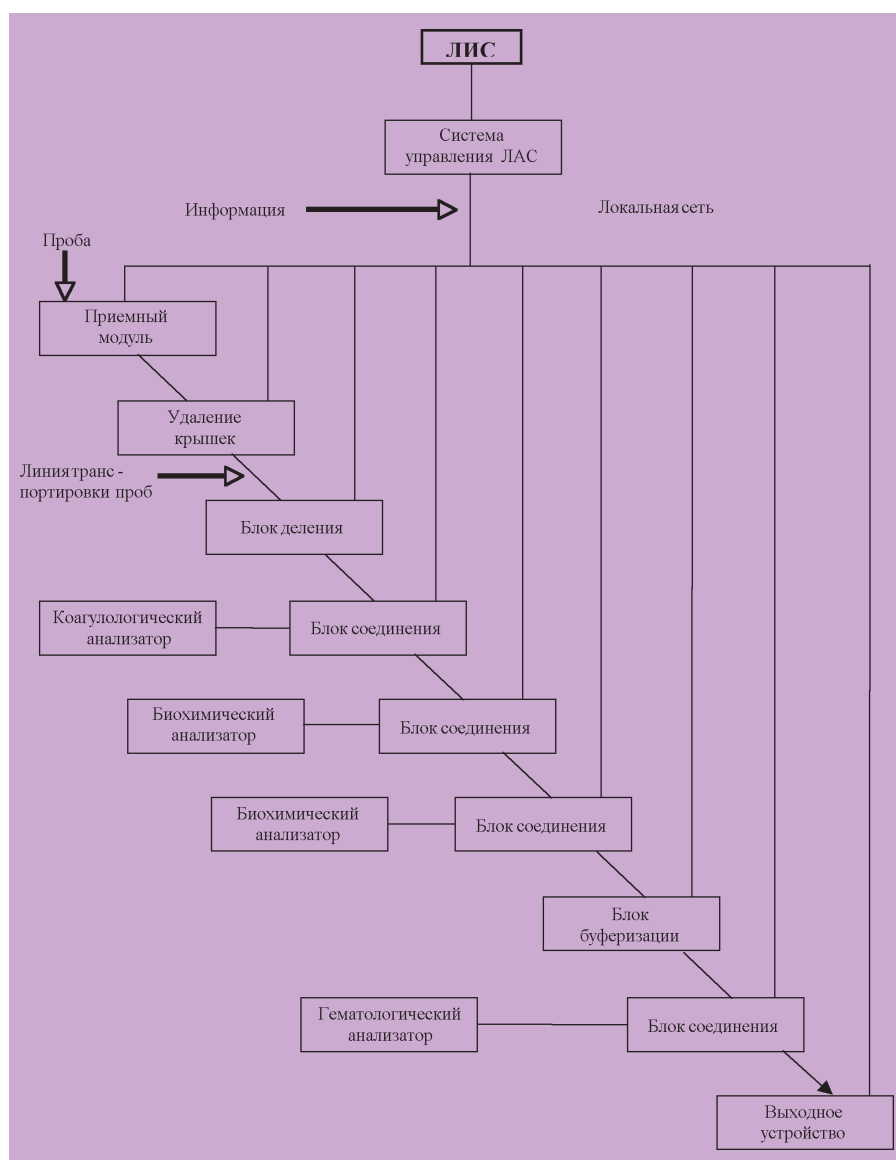 ЛИС
Система
управления ЛАС
Информация
Локальная сеть
Проба
Приемный
модуль
Удаление
крышек
Линия транс -
портировки проб
Блок деления
Коагулологический
анализатор
Блок соединения
Биохимический
анализатор
Блок соединения
Биохимический
анализатор
Блок соединения
Блок
буферизации
Гематологический
анализатор
Блок соединения
Выходное
устройство